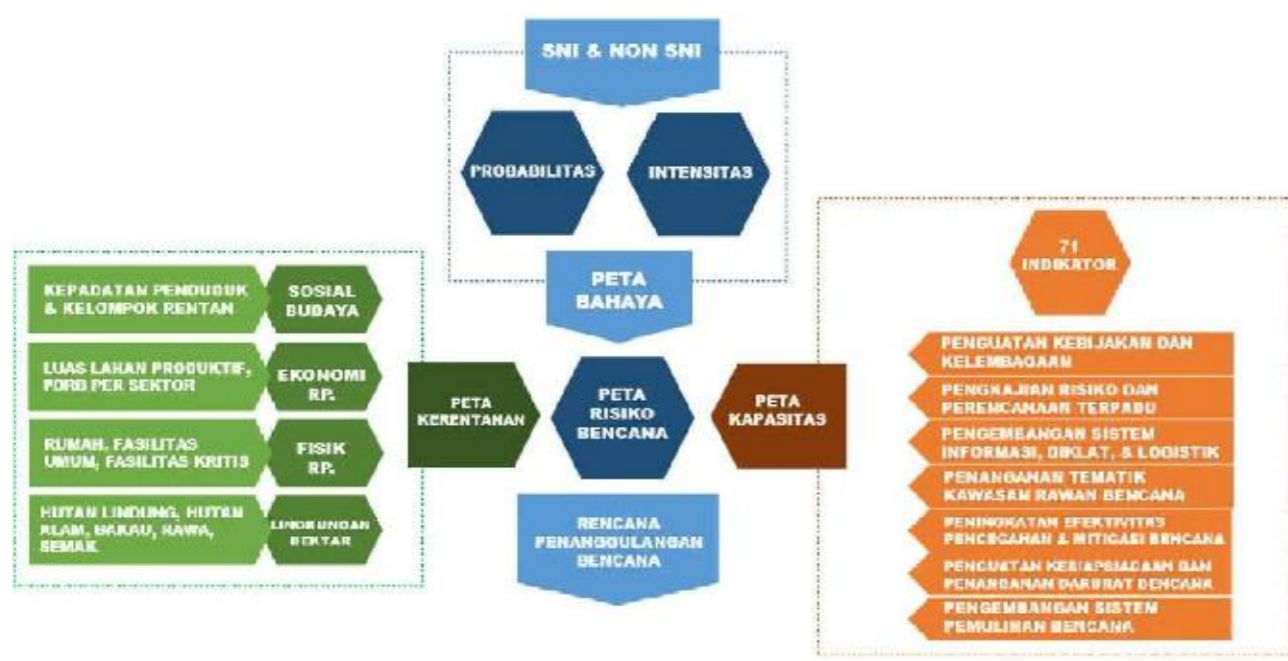 SNI & NON SNI
PROBABILITAS
INTENSITAS
PETA
BAHAYA
KEPADATAN PENDUDUK
& KELOMPOK RENTAN
SOSIAL
BUDAYA
LUAS LAHAN PRODUKTIF,
PDRB PER SEKTOR
EKONOMI
RP.
RUMAH, FASILITAS
UMUM, FASILITAS KRITIS
FISIK
RP.
HUTAN LINDUNG, HUTAN
ALAM, BAKAU, RAWA,
SEMAK
LINGKUNGAN
HEKTAR
PETA
KERENTANAN
PETA
RISIKO
BENCANA
PETA
KAPASITAS
RENCANA
PENANGGULANGAN
BENCANA
71
INDIKATOR
PENGUATAN KEBIJAKAN DAN
KELEMBAGAAN
PENGKAJIAN RISIKO DAN
PERENCANAAN TERPADU
PENGEMBANGAN SISTEM
INFORMASI, DIKLAT, & LOGISTIK
PENANGANAN TEMATIK
KAWASAN RAWAN BENCANA
PENINGKATAN EFEKTIVITAS
PENCEGAHAN & MITIGASI BENCANA
PENGUATAN KESIAPSIAGAAN DAN
PENANGANAN DARURAT BENCANA
PENGEMBANGAN SISTEM
PEMULIHAN BENCANA